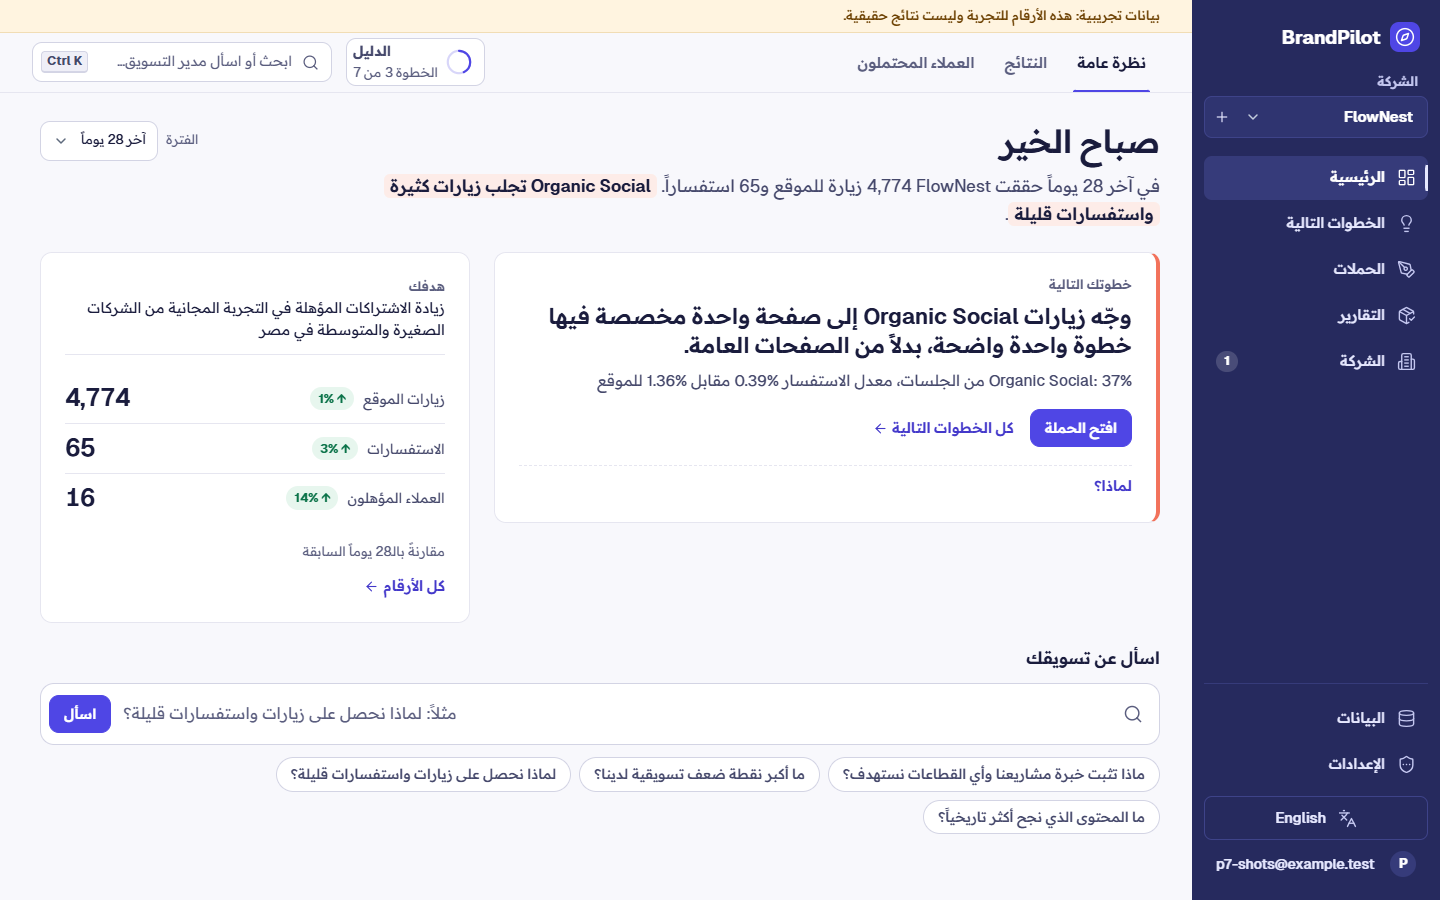 بيانات تجريبية: هذه الأرقام للتجربة وليست نتائج حقيقية.
BrandPilot
الشركة
FlowNest
الرئيسية
الخطوات التالية
الحملات
التقارير
الشركة
1
البيانات
الإعدادات
English
p7-shots@example.test
P
نظرة عامة
النتائج
العملاء المحتملون
الدليل
الخطوة 3 من 7
ابحث أو اسأل مدير التسويق...
Ctrl K
صباح الخير
الفترة
آخر 28 يوماً
في آخر 28 يوماً حققت FlowNest 4,774 زيارة للموقع و65 استفساراً. Organic Social تجلب زيارات كثيرة
واستفسارات قليلة .
خطوتك التالية
وجّه زيارات Organic Social إلى صفحة واحدة مخصصة فيها
خطوة واحدة واضحة، بدلاً من الصفحات العامة.
Organic Social: 37% من الجلسات، معدل الاستفسار 0.39% مقابل 1.36% للموقع
افتح الحملة
كل الخطوات التالية ←
لماذا؟
هدفك
زيادة الاشتراكات المؤهلة في التجربة المجانية من الشركات
الصغيرة والمتوسطة في مصر
زيارات الموقع ↑ 1% 4,774
الاستفسارات ↑ 3% 65
العملاء المؤهلون ↑ 14% 16
مقارنةً بالـ28 يوماً السابقة
كل الأرقام ←
اسأل عن تسويقك
مثلاً: لماذا نحصل على زيارات واستفسارات قليلة؟
اسأل
ماذا تثبت خبرة مشاريعنا وأي القطاعات نستهدف؟
ما أكبر نقطة ضعف تسويقية لدينا؟
لماذا نحصل على زيارات واستفسارات قليلة؟
ما المحتوى الذي نجح أكثر تاريخياً؟